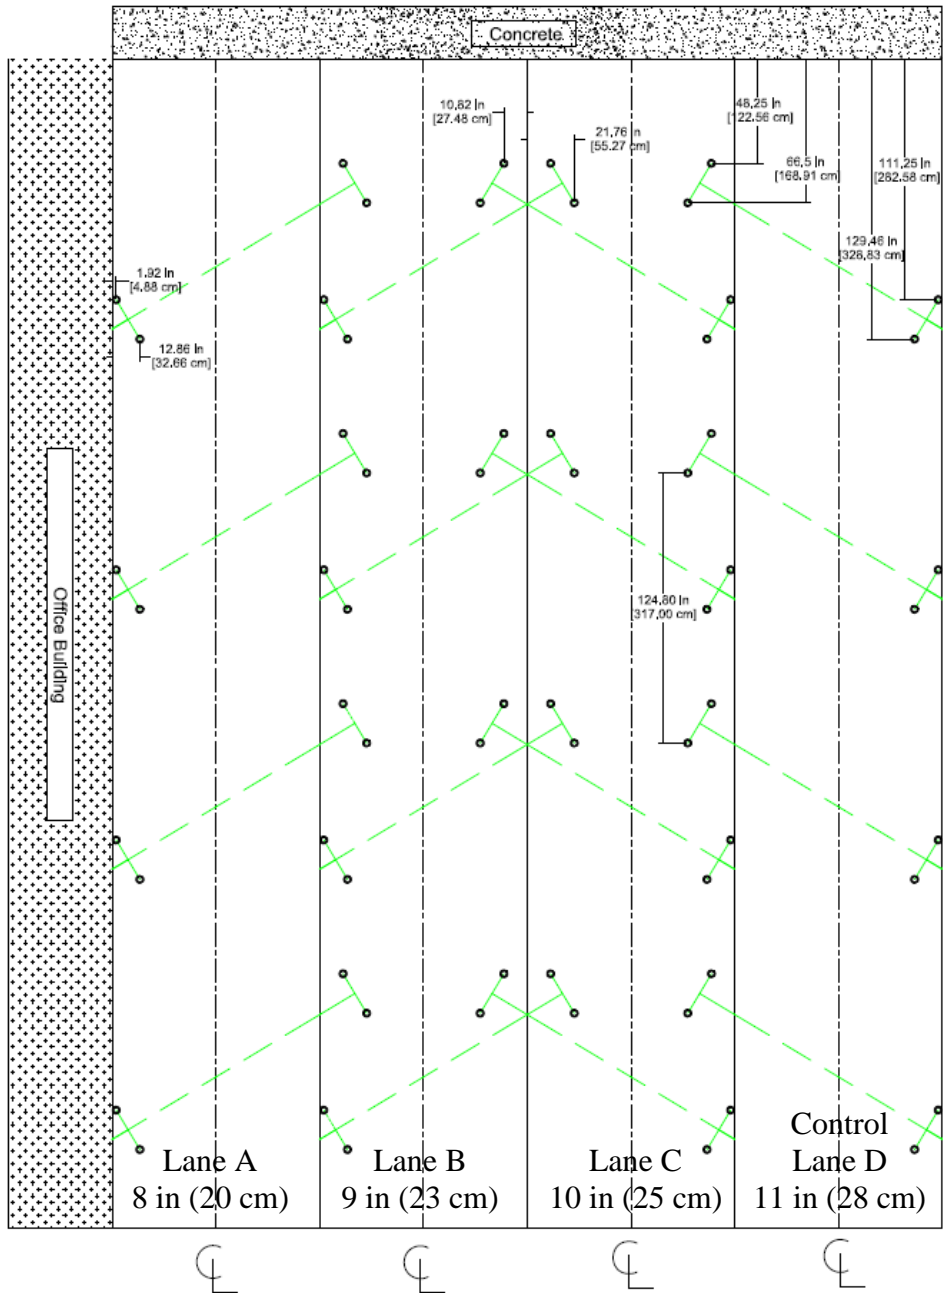 Concrete
10,82 in
[27.48 cm]
21,76 in
[55.27 cm]
48,25 in
[122.56 cm]
66,5 in
[168.91 cm]
111,25 in
[282.58 cm]
129,46 in
[328,83 cm]
1,92 in
[4,88 cm]
12,86 in
[32.66 cm]
124,80 in
[317,00 cm]
Office Building
Control
Lane A
Lane B
Lane C
Lane D
8 in (20 cm)
9 in (23 cm)
10 in (25 cm)
11 in (28 cm)
CL
CL
CL
CL